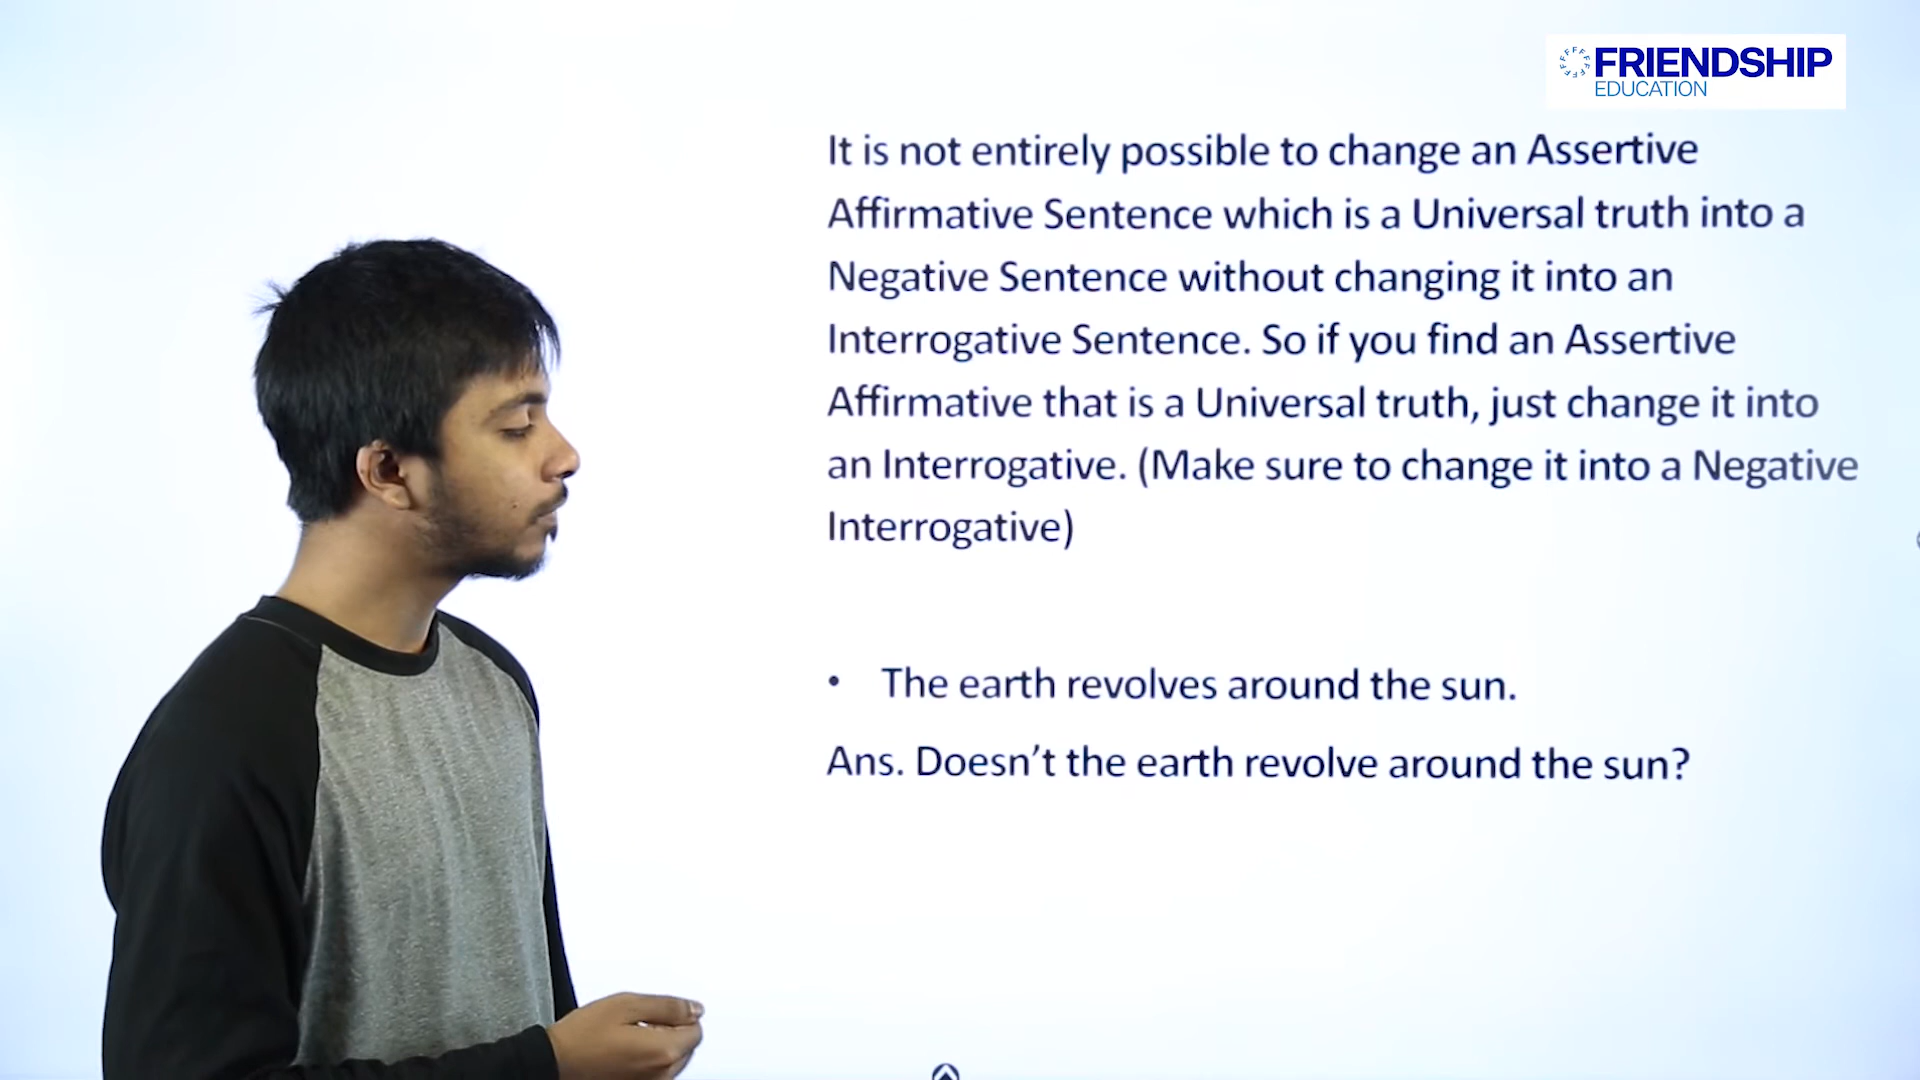 FRIENDSHIP
EDUCATION
It is not entirely possible to change an Assertive
Affirmative Sentence which is a Universal truth into a
Negative Sentence without changing it into an
Interrogative Sentence. So if you find an Assertive
Affirmative that is a Universal truth, just change it into
an Interrogative. (Make sure to change it into a Negative
Interrogative)
• The earth revolves around the sun.
Ans. Doesn’t the earth revolve around the sun?